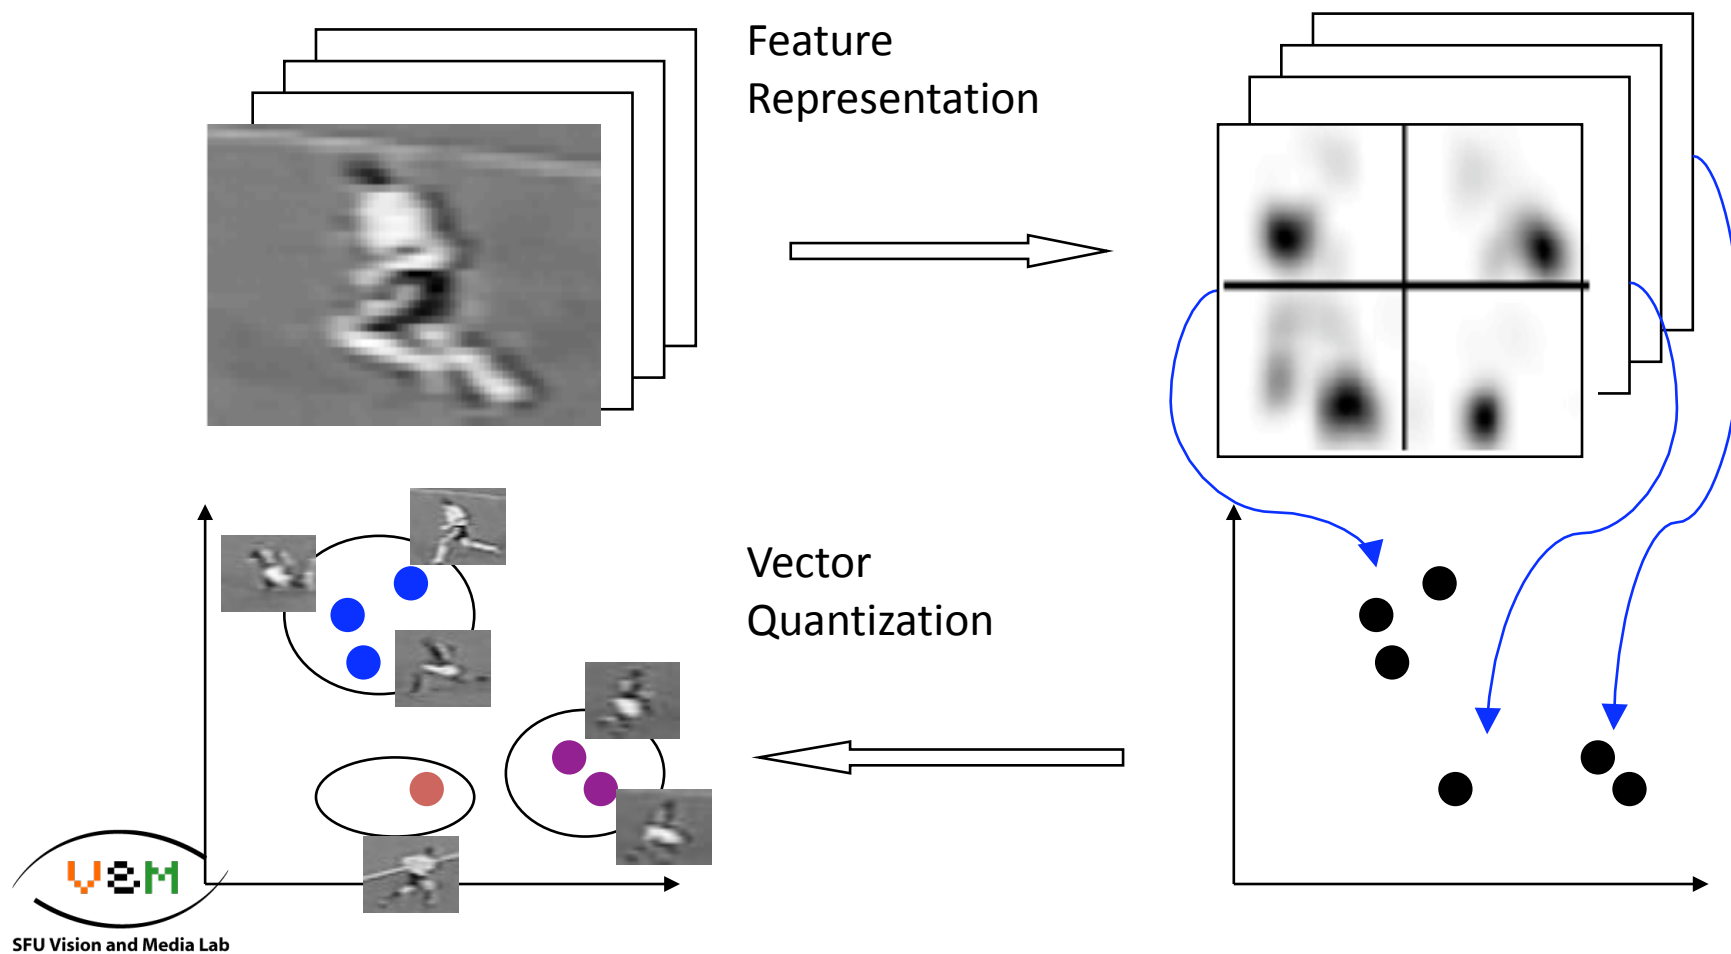 Feature
Representation
Vector
Quantization
V&M
SFU Vision and Media Lab